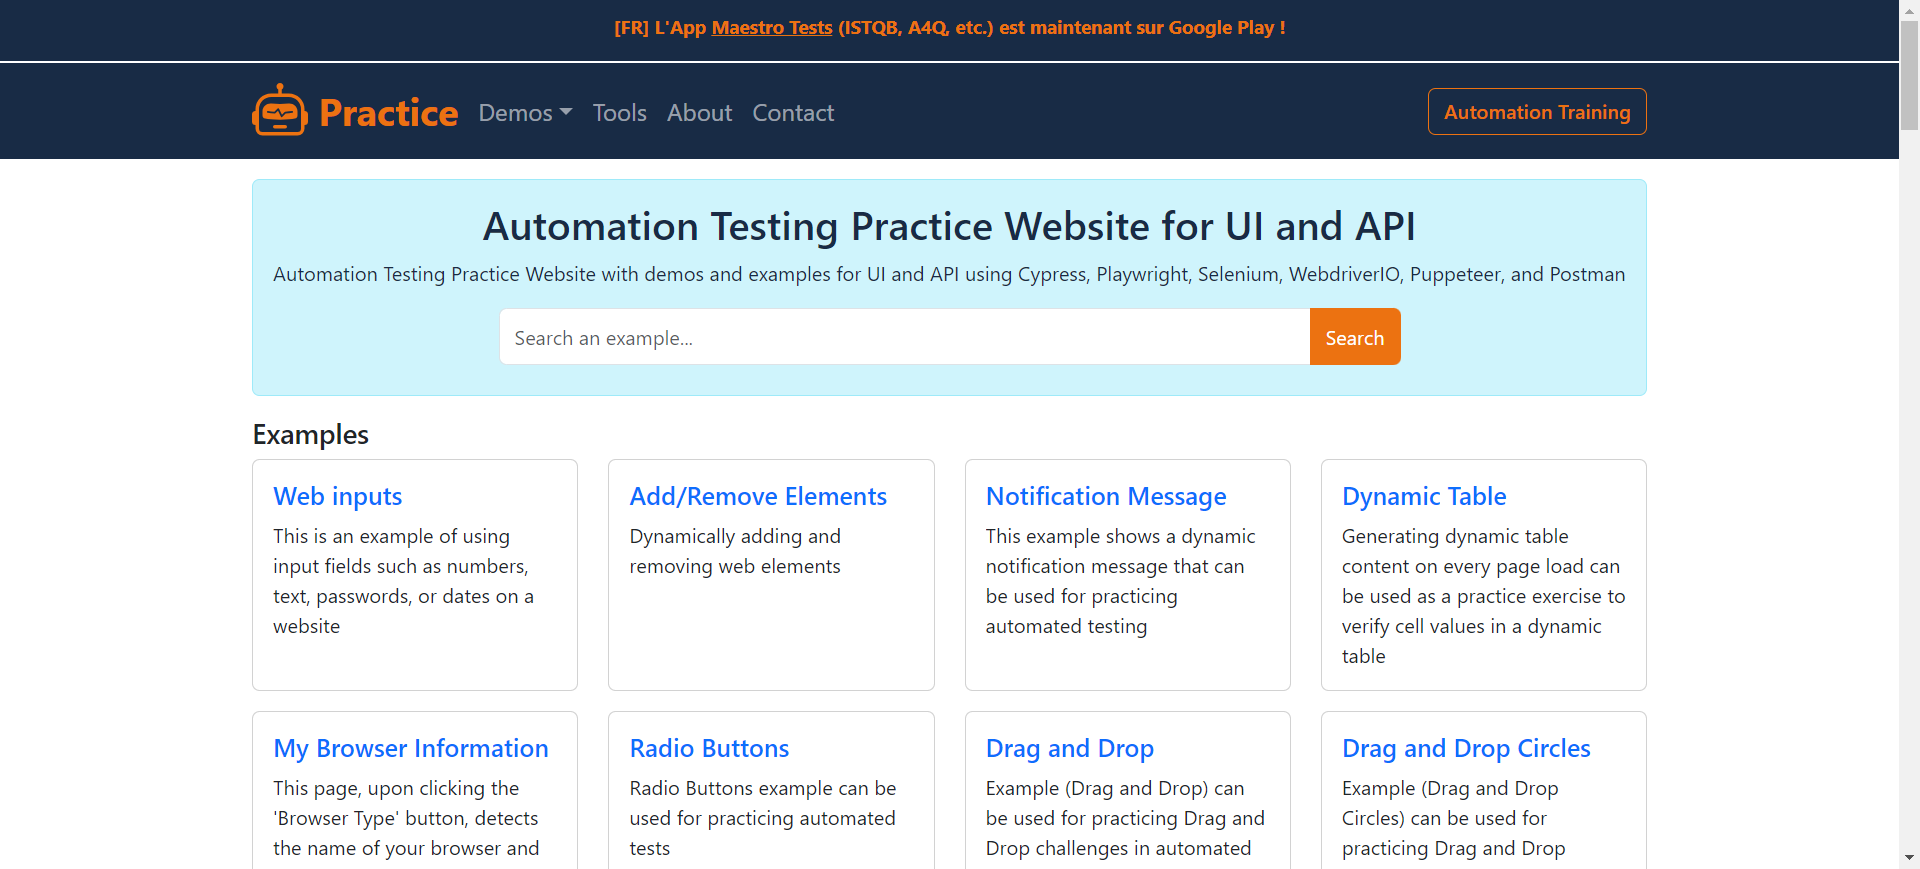 [FR] L'App Maestro Tests (ISTQB, A4Q, etc.) est maintenant sur Google Play !
Practice
Demos
Tools
About
Contact
Automation Training
Automation Testing Practice Website for UI and API
Automation Testing Practice Website with demos and examples for UI and API using Cypress, Playwright, Selenium, WebdriverIO, Puppeteer, and Postman
Search an example...
Search
Examples
Web inputs
This is an example of using
input fields such as numbers,
text, passwords, or dates on a
website
Add/Remove Elements
Dynamically adding and
removing web elements
Notification Message
This example shows a dynamic
notification message that can
be used for practicing
automated testing
Dynamic Table
Generating dynamic table
content on every page load can
be used as a practice exercise to
verify cell values in a dynamic
table
My Browser Information
This page, upon clicking the
'Browser Type' button, detects
the name of your browser and
Radio Buttons
Radio Buttons example can be
used for practicing automated
tests
Drag and Drop
Example (Drag and Drop) can
be used for practicing Drag and
Drop challenges in automated
Drag and Drop Circles
Example (Drag and Drop
Circles) can be used for
practicing Drag and Drop